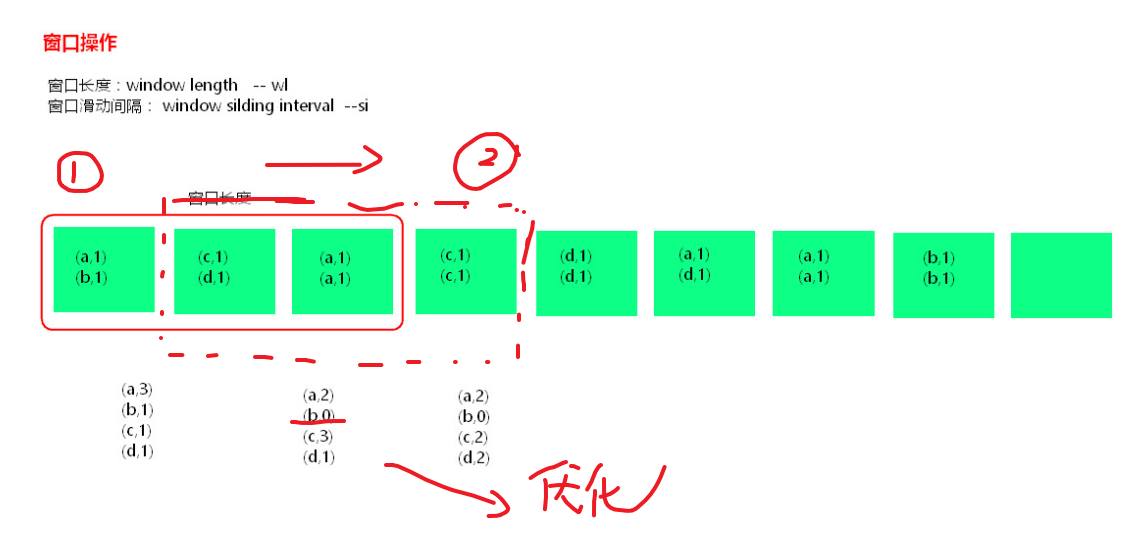 窗口操作
窗口长度：window length -- wl
窗口滑动间隔： window silding interval --si
1
2
窗口长度
(a,1)
(b,1)
(c,1)
(d,1)
(a,1)
(a,1)
(c,1)
(c,1)
(d,1)
(d,1)
(a,1)
(d,1)
(a,1)
(a,1)
(b,1)
(b,1)
(a,3)
(b,1)
(c,1)
(d,1)
(a,2)
(b,0)
(c,3)
(d,1)
(a,2)
(b,0)
(c,2)
(d,2)
优化